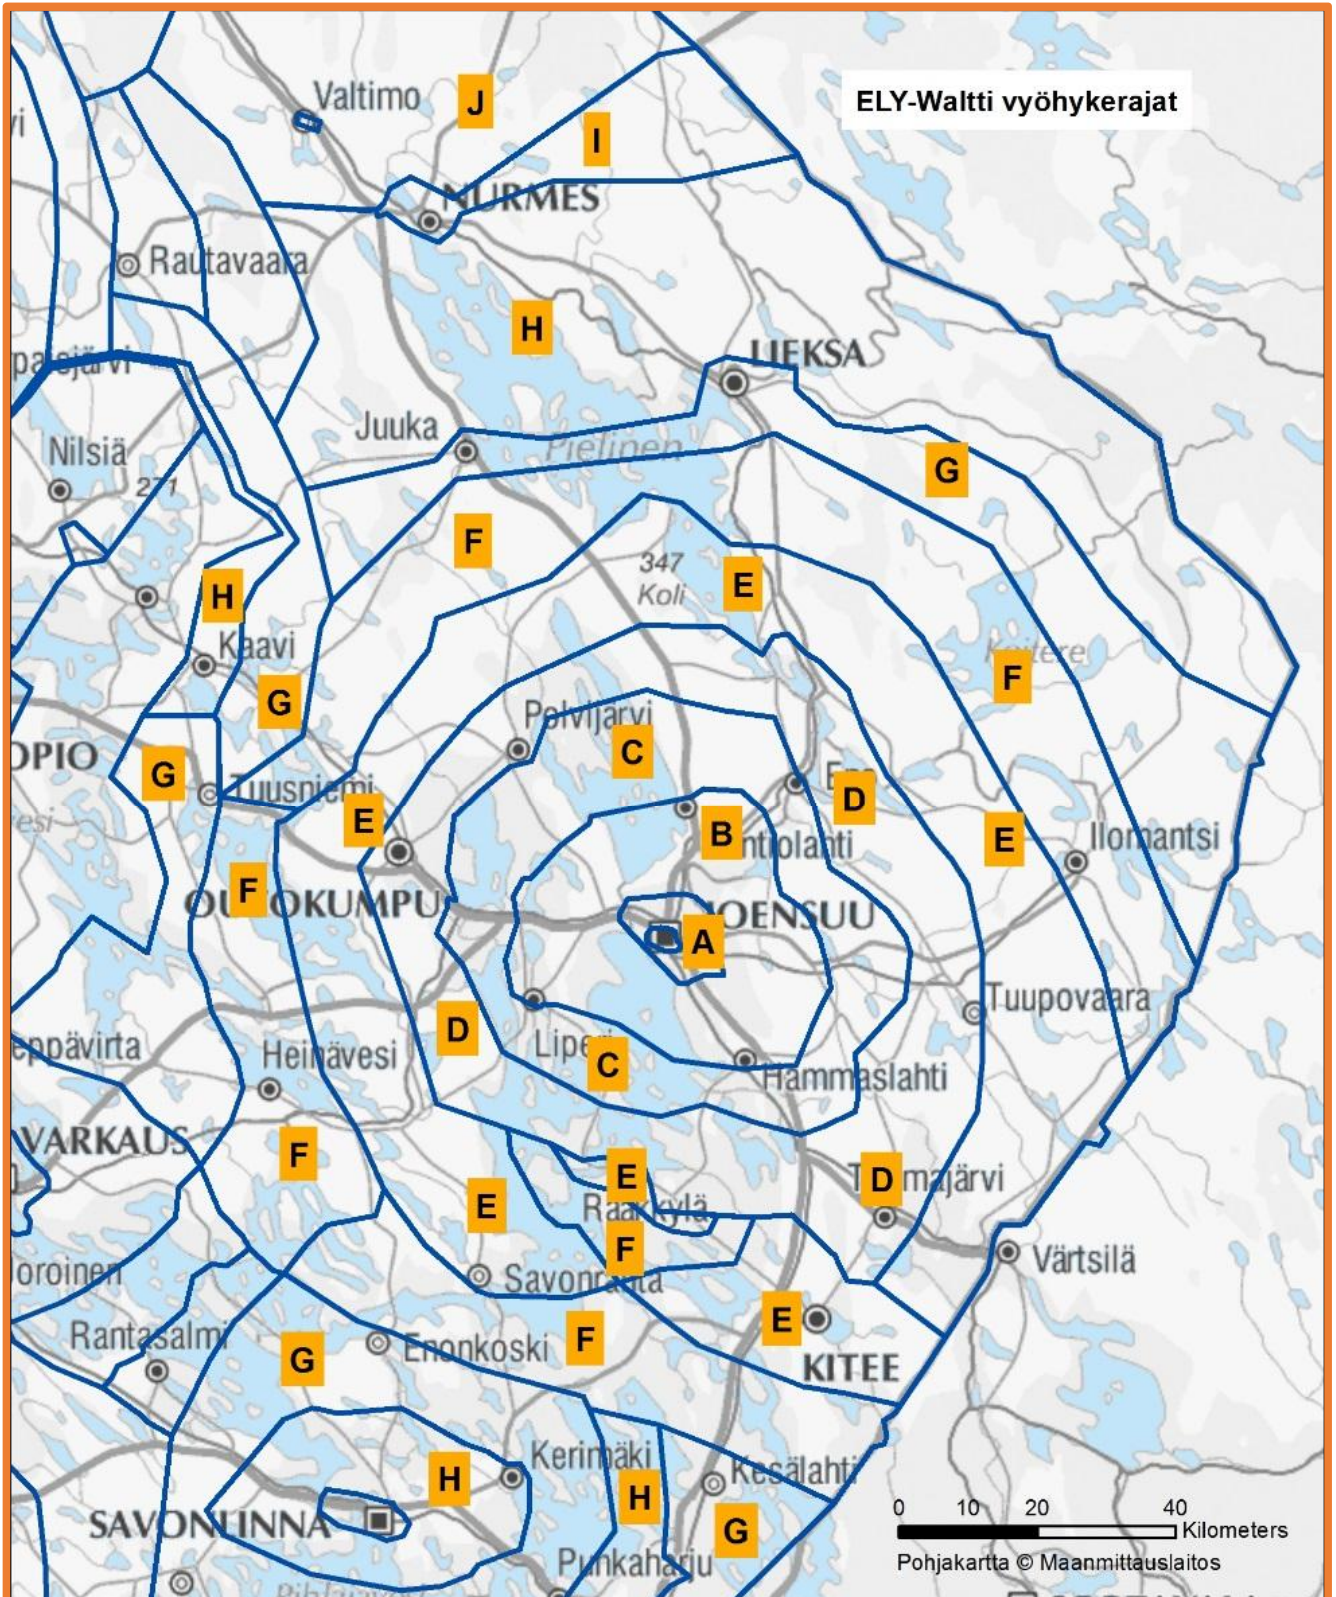 Valtimo
J
ELY-Waltti vyöhykerajat
I
NURMES
Rautavaara
H
LIEKSA
Juuka
Pielinen
Nilsiä
G
271
F
347
Koli
E
H
Kaavi
F
G
Polvijärvi
C
G
Tuusniemi
D
E
B
E
Ilomantsi
F
JOENSUU
A
Tuupovaara
D
Heinävesi
C
Hammaslahti
VARKAUS
F
E
D
E
F
Värtsilä
Rantasalmi
G
Enonkoski
F
E
KITEE
Kerimäki
H
H
Kesälahti
G
SAVONLINNA
0 10 20 40
Kilometers
Punkaharju
Pohjakartta © Maanmittauslaitos